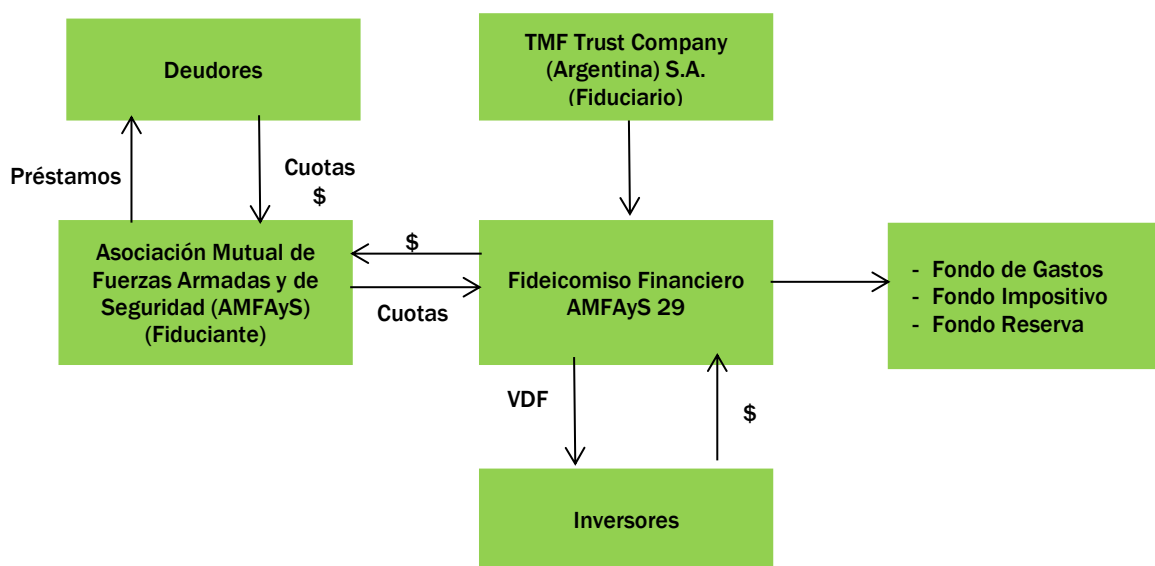 Deudores
TMF Trust Company
(Argentina) S.A.
(Fiduciario)
Préstamos
Cuotas
$
Asociación Mutual de
Fuerzas Armadas y de
Seguridad (AMFAyS)
(Fiduciante)
$
Cuotas
Fideicomiso Financiero
AMFAyS 29
- Fondo de Gastos
- Fondo Impositivo
- Fondo Reserva
VDF
$
Inversores